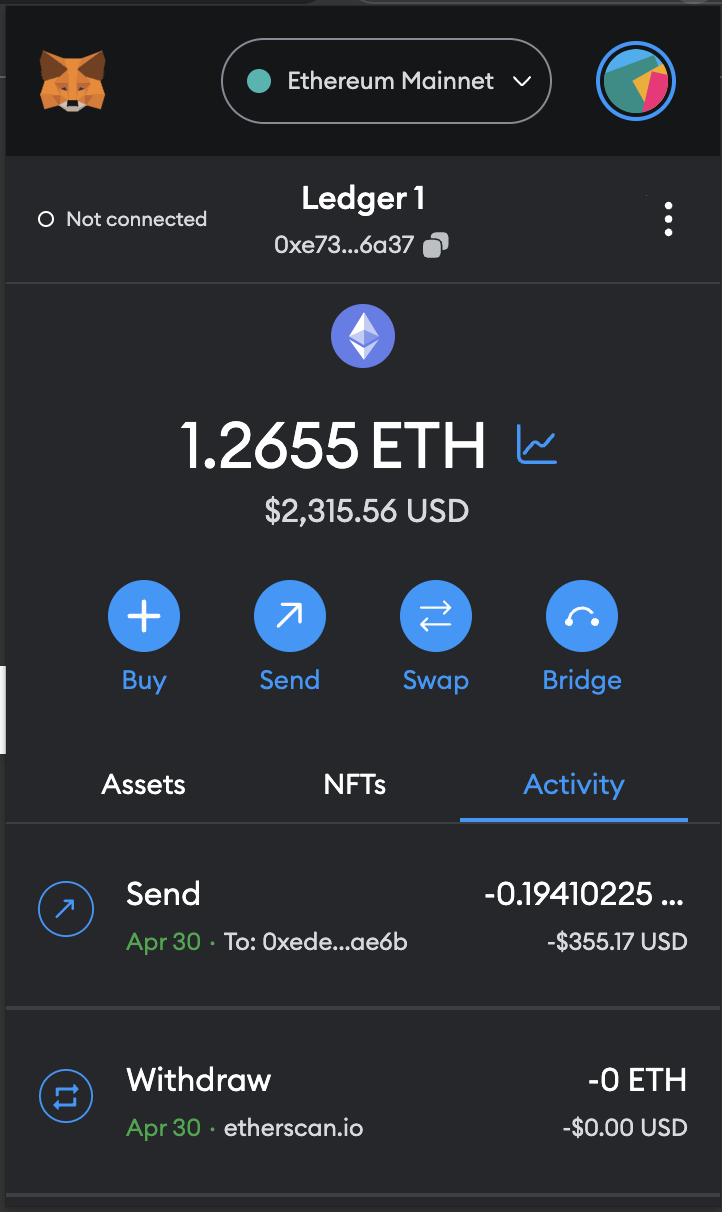 Ethereum Mainnet
Not connected
Ledger 1
0xe73...6a37
1.2655 ETH
$2,315.56 USD
Buy Send Swap Bridge
Assets NFTs Activity
Send -0.19410225 ...
Apr 30 · To: 0xede...ae6b -$355.17 USD
Withdraw -0 ETH
Apr 30 · etherscan.io -$0.00 USD